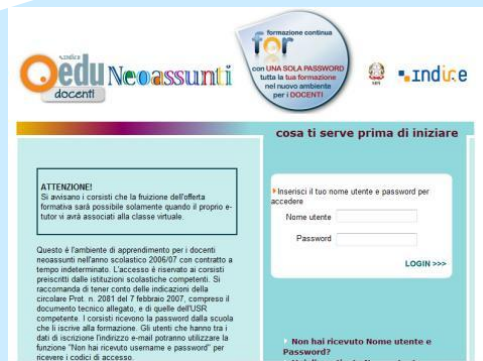 indice
edu
docenti
Neoassunti
formazione continua
for
con UNA SOLA PASSWORD
tutta la tua formazione
nel nuovo ambiente
per i DOCENTI
indice
cosa ti serve prima di iniziare
ATTENZIONE!
Si avvisano i corsisti che la fruizione dell'offerta
formativa sarà possibile solamente quando il proprio e-
tutor vi avrà associati alla classe virtuale.
Questo è l'ambiente di apprendimento per i docenti
neoassunti nell'anno scolastico 2006/07 con contratto a
tempo indeterminato. L'accesso è riservato ai corsisti
preiscritti dalle istituzioni scolastiche competenti. Si
raccomanda di tener conto delle indicazioni della
circolare Prot. n. 2081 del 7 febbraio 2007, compreso il
documento tecnico allegato, e di quelle dell'USR
competente. I corsisti ricevono la password dalla scuola
che li iscrive alla formazione. Gli utenti che hanno tra i
dati di iscrizione l'indirizzo e-mail potranno utilizzare la
funzione "Non hai ricevuto username e password" per
ricevere i codici di accesso.
Inserisci il tuo nome utente e password per
accedere
Nome utente
Password
LOGIN >>>
Non hai ricevuto Nome utente e
Password?